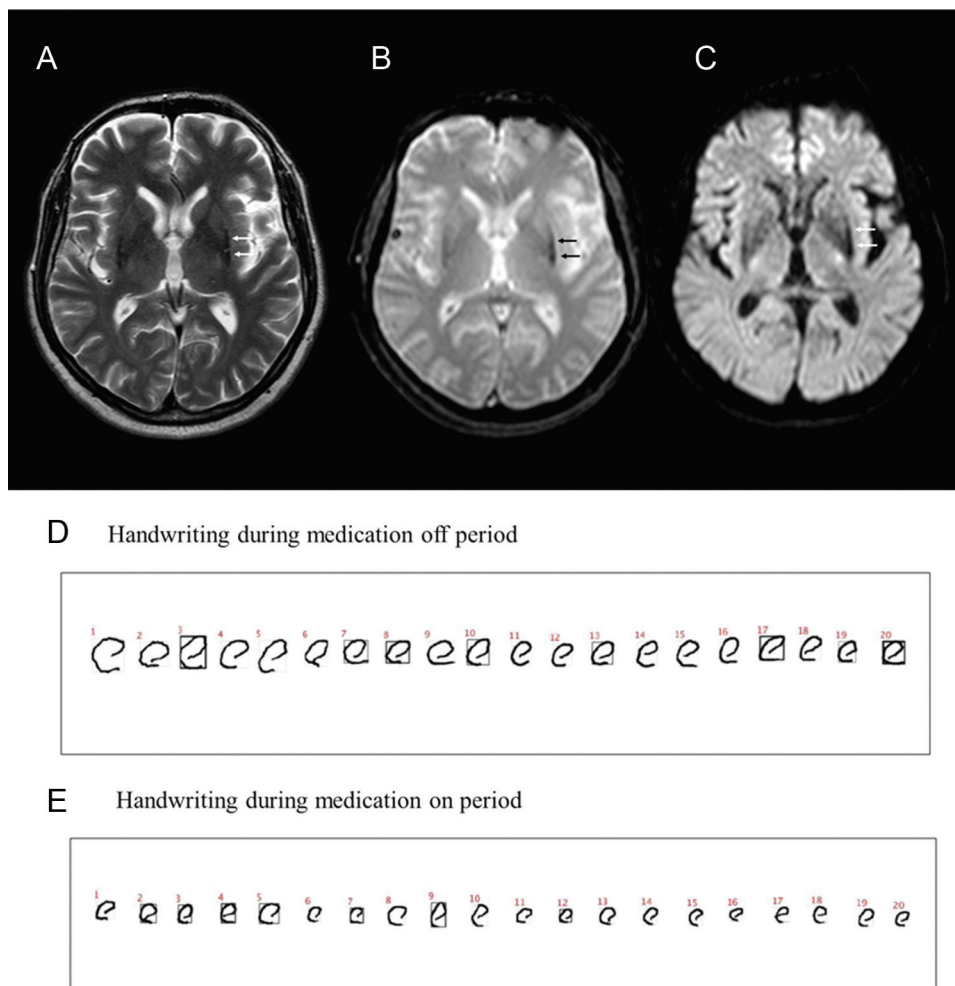 A B C
D Handwriting during medication off period
1 2 3 4 5 6 7 8 9 10 11 12 13 14 15 16 17 18 19 20
e e e e e e e e e e e e e e e e e e e e
E Handwriting during medication on period
1 2 3 4 5 6 7 8 9 10 11 12 13 14 15 16 17 18 19 20
e e e e e e e e e e e e e e e e e e e e